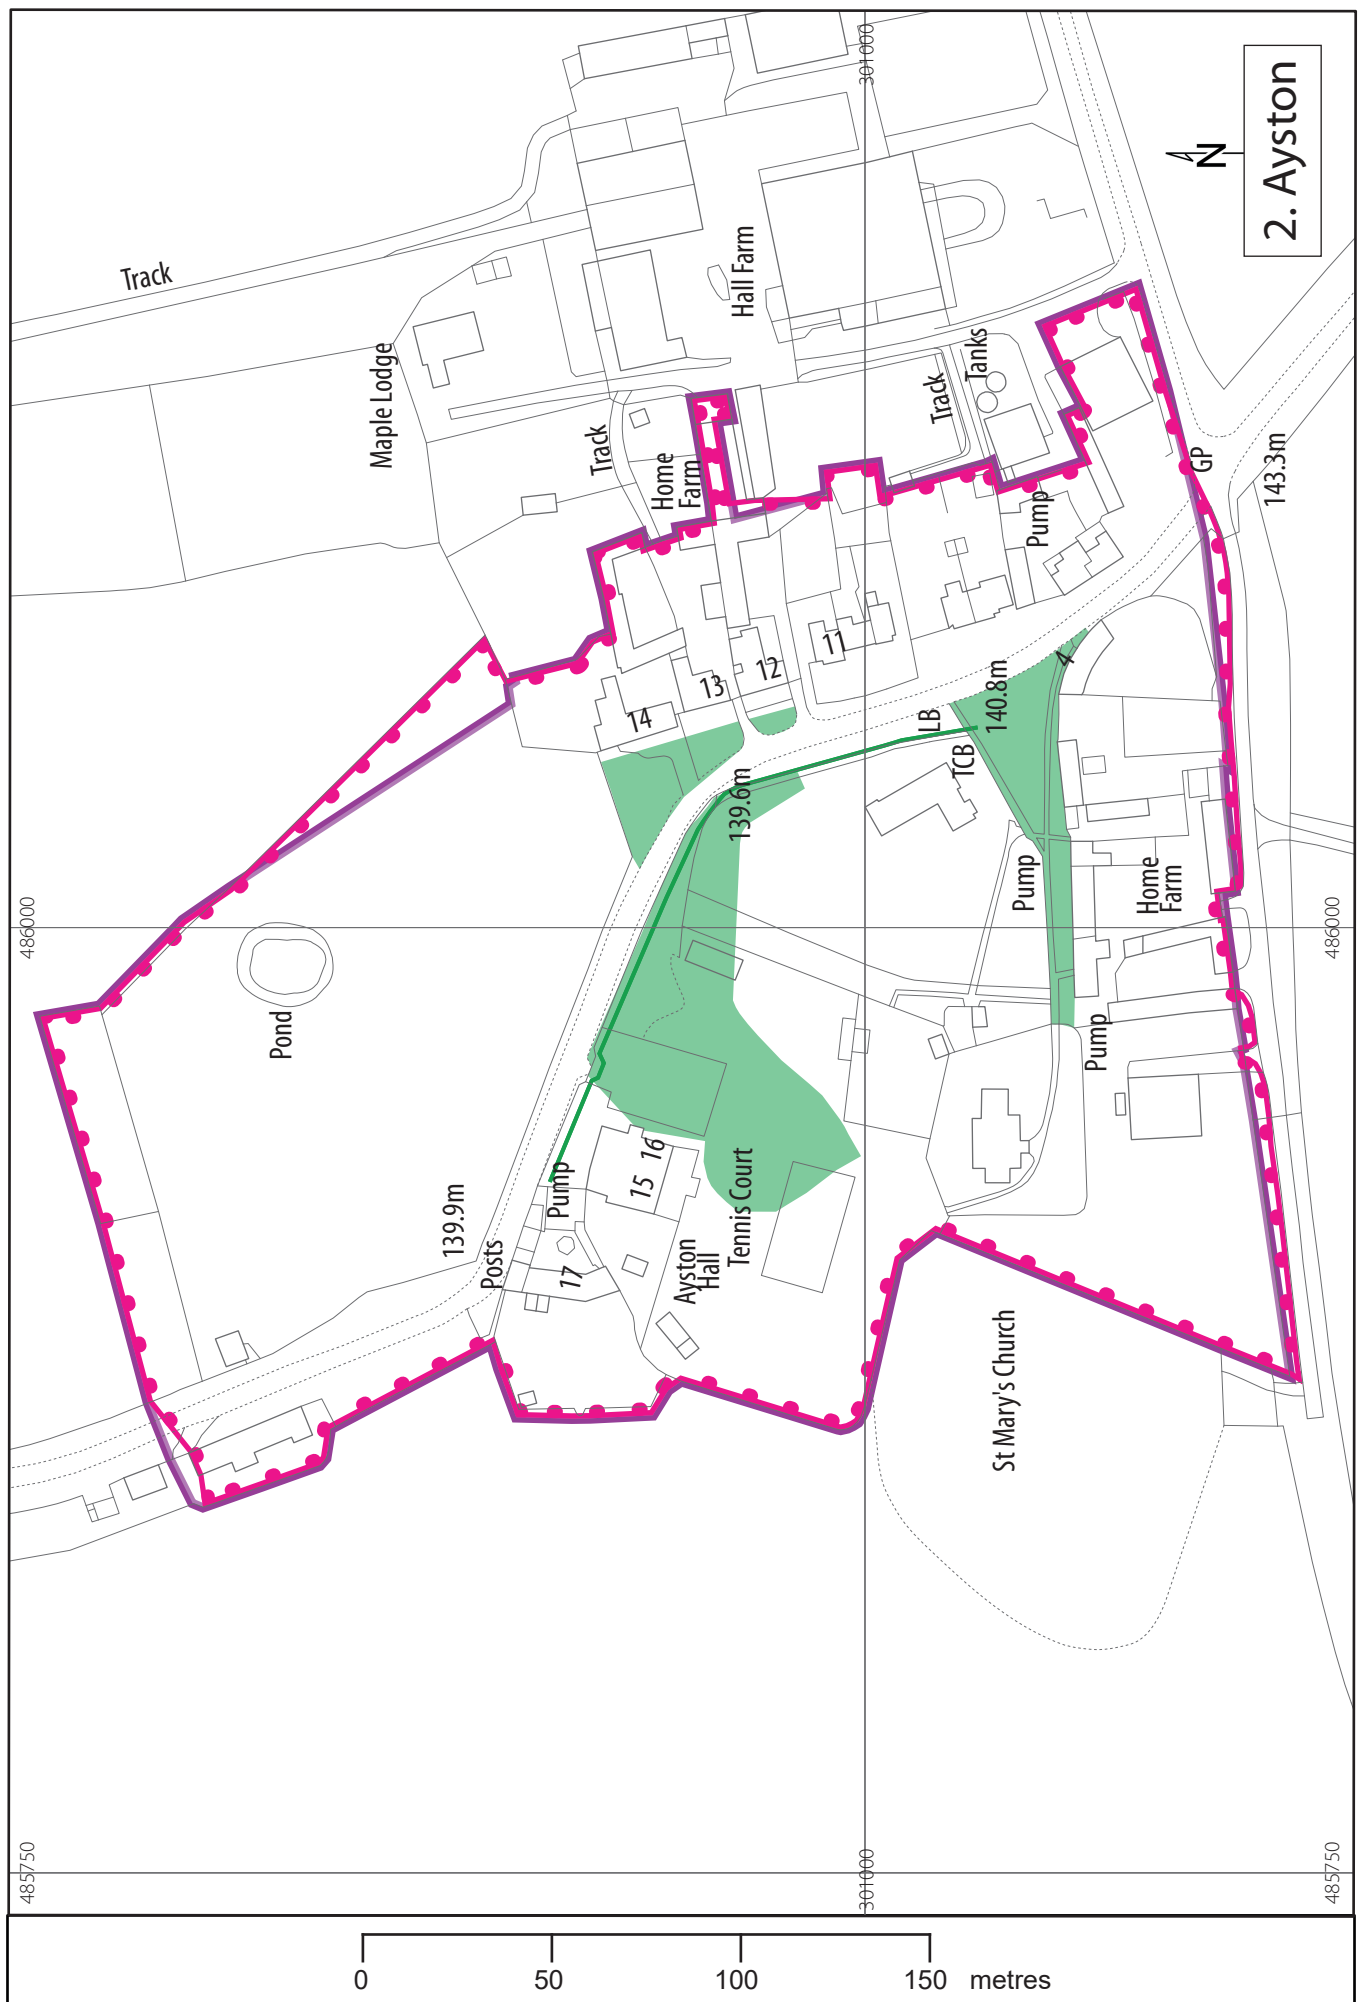 2. Ayston
N
301000
Track
Maple Lodge
Hall Farm
Track
Home
Farm
Track
Tanks
Pump
GP
143.3m
14
13
12
11
4
LB
TCB
140.8m
139.6m
Pump
Home
Farm
486000
486000
Pond
Pump
139.9m
Posts
Pump
15
16
17
Ayston
Hall
Tennis Court
St Mary's Church
485750
301000
485750
0
50
100
150
metres